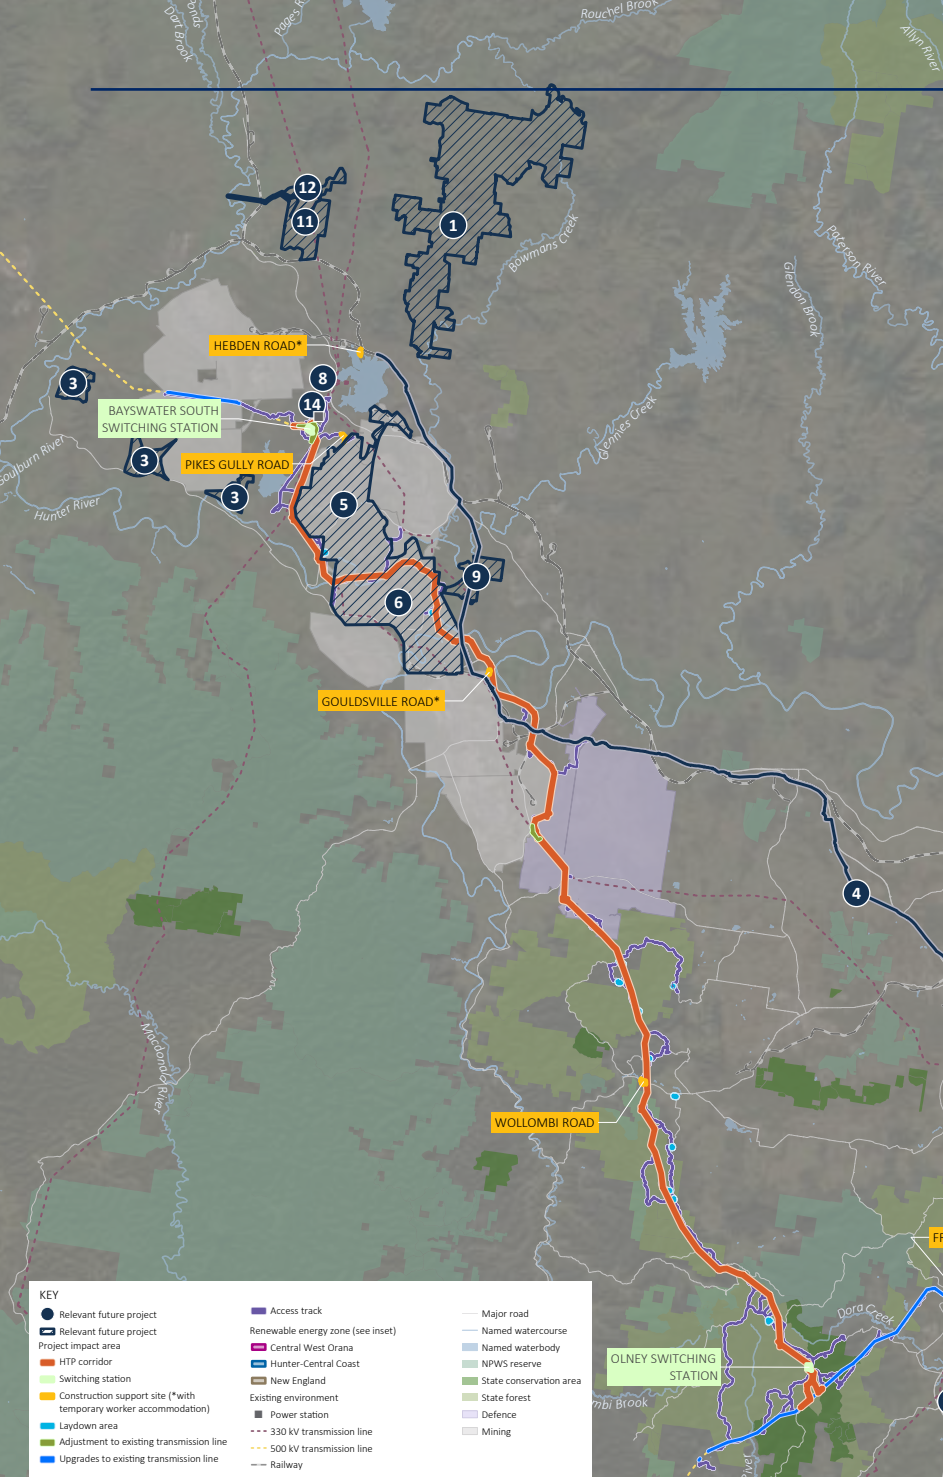 Rouchel Brook
Pages R
Ponds
Dart Brook
Allyn River
12
11
1
Bowmans Creek
Paterson River
Glendon Brook
HEBDEN ROAD*
3
8
14
BAYSWATER SOUTH
SWITCHING STATION
Glennies Creek
Goulburn River
3
PIKES GULLY ROAD
3
5
Hunter River
9
6
GOULDSVILLE ROAD*
4
Macdonald River
WOLLOMBI ROAD
FR
Dora Creek
OLNEY SWITCHING
STATION
mbi Brook
River
KEY
Relevant future project
Relevant future project
Project impact area
HTP corridor
Switching station
Construction support site (*with
temporary worker accommodation)
Laydown area
Adjustment to existing transmission line
Upgrades to existing transmission line
Access track
Renewable energy zone (see inset)
Central West Orana
Hunter-Central Coast
New England
Existing environment
Power station
330 kV transmission line
500 kV transmission line
Railway
Major road
Named watercourse
Named waterbody
NPWS reserve
State conservation area
State forest
Defence
Mining